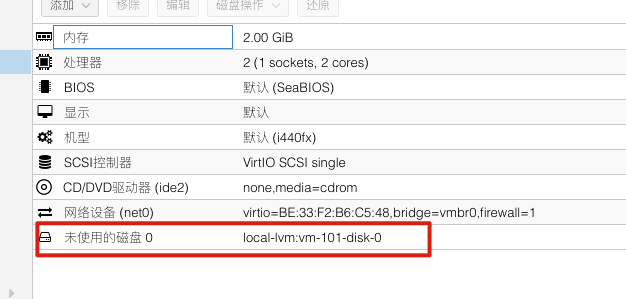 添加 移除 编辑 磁盘操作 还原
内存 2.00 GiB
处理器 2 (1 sockets, 2 cores)
BIOS 默认 (SeaBIOS)
显示 默认
机型 默认 (i440fx)
SCSI控制器 VirtIO SCSI single
CD/DVD驱动器 (ide2) none,media=cdrom
网络设备 (net0) virtio=BE:33:F2:B6:C5:48,bridge=vmbr0,firewall=1
未使用的磁盘 0 local-lvm:vm-101-disk-0